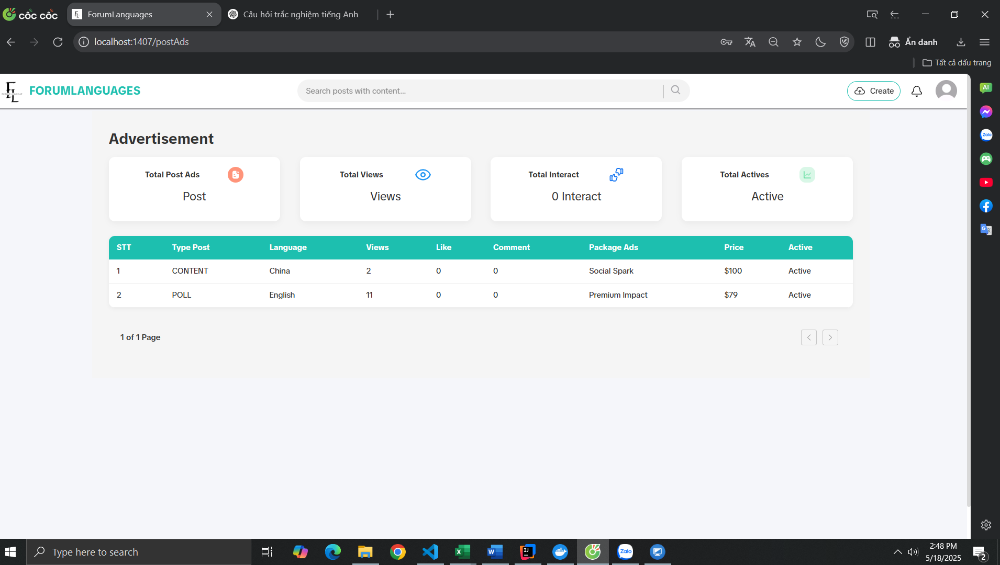 cốc cốc
ForumLanguages
Câu hỏi trắc nghiệm tiếng Anh
localhost:1407/postAds
Ẩn danh
Tất cả dấu trang
FORUMLANGUAGES
Search posts with content...
Create
Advertisement
Total Post Ads
Post
Total Views
Views
Total Interact
0 Interact
Total Actives
Active
STT Type Post Language Views Like Comment Package Ads Price Active
1 CONTENT China 2 0 0 Social Spark $100 Active
2 POLL English 11 0 0 Premium Impact $79 Active
1 of 1 Page
AI
Zalo
Type here to search
Zalo
2:48 PM
5/18/2025
2